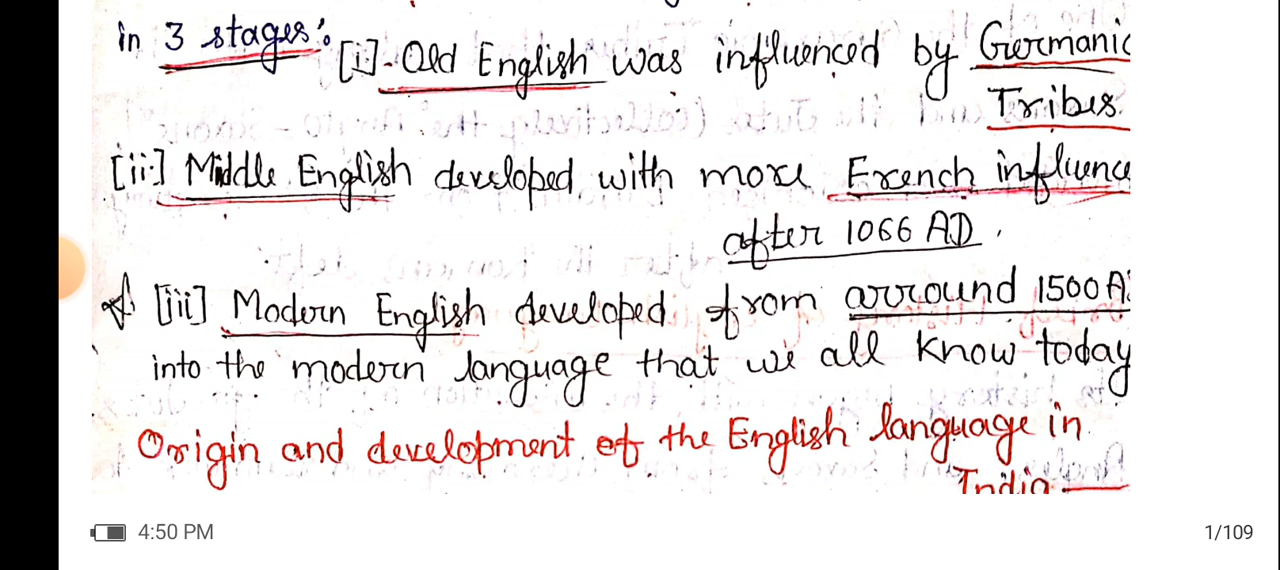 in 3 stages:
[i]- Old English was influenced by Germanic
Tribes.
[ii] Middle English developed with more French influence
after 1066 AD.
[iii] Modern English developed from arround 1500 A
into the modern language that we all know today
Origin and development of the English language in
India
4:50 PM
1/109